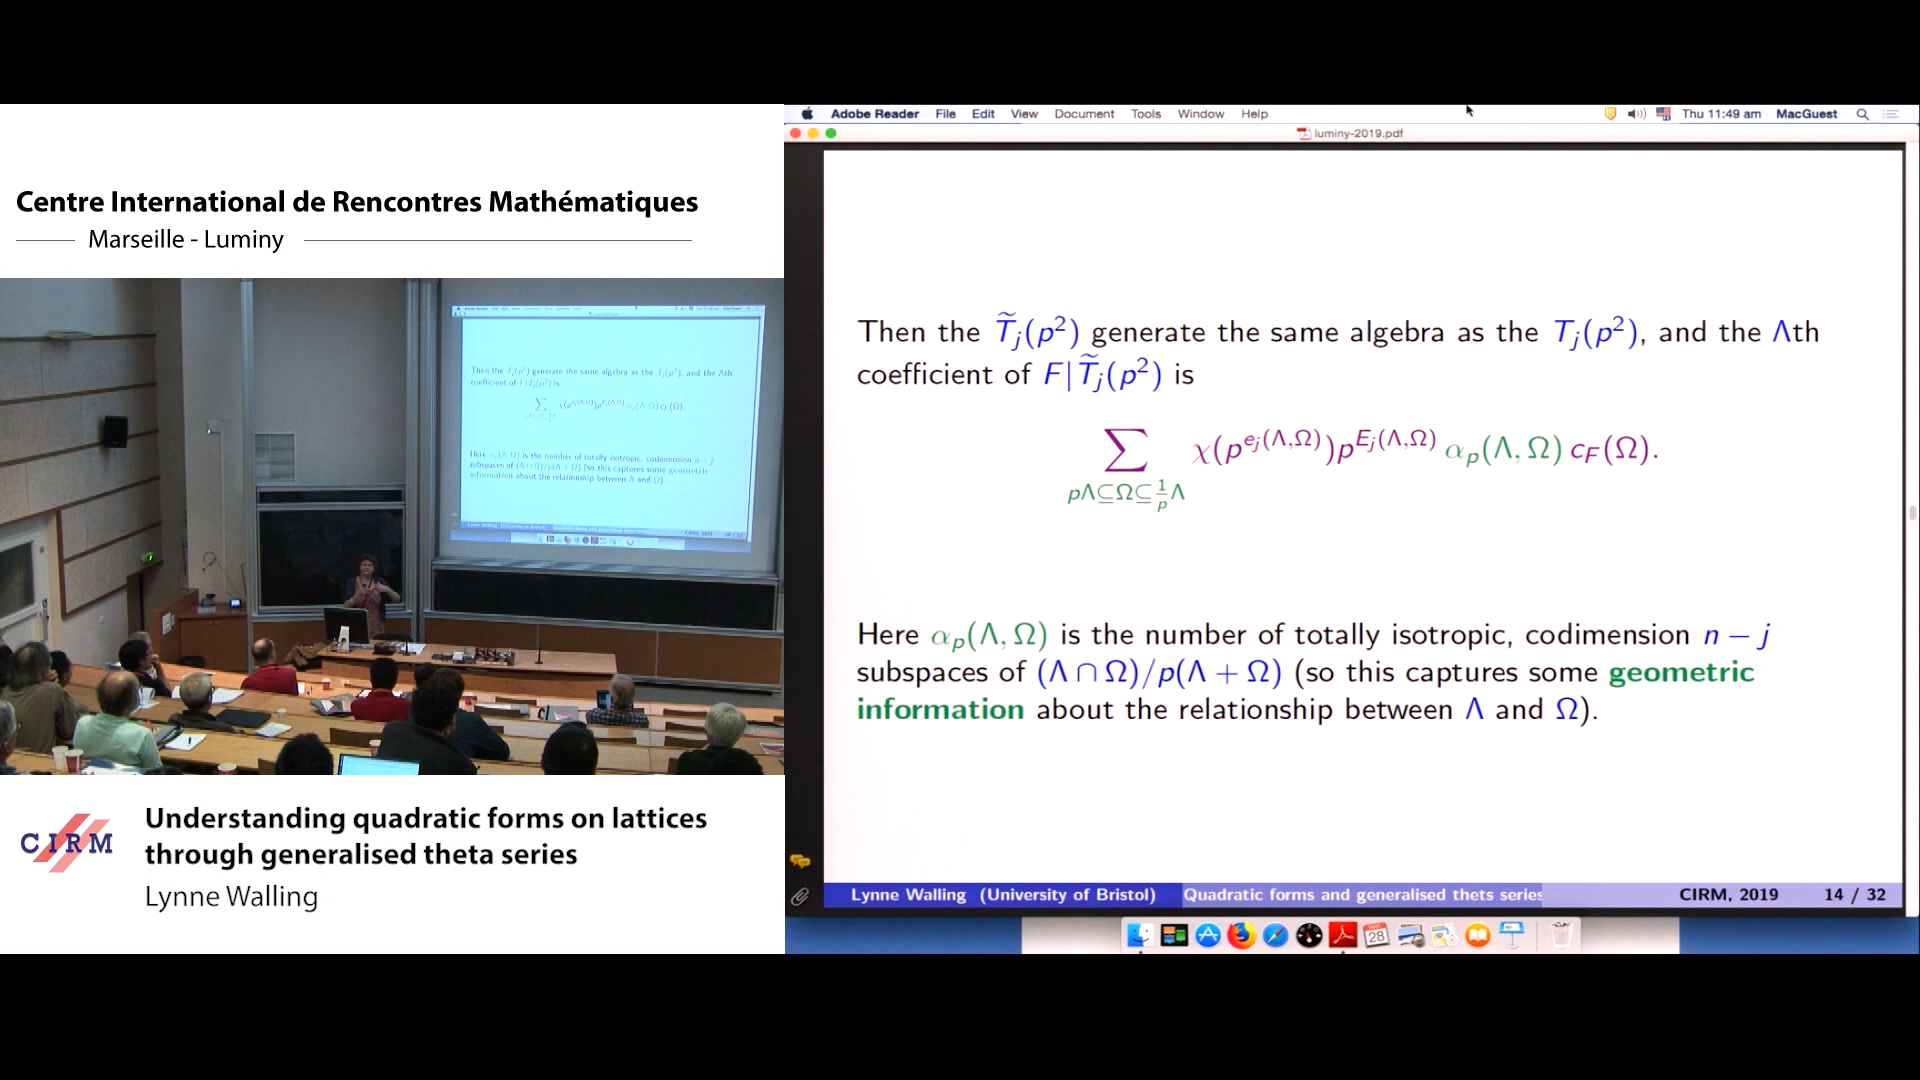 Centre International de Rencontres Mathématiques
Marseille - Luminy
Adobe Reader File Edit View Document Tools Window Help Thu 11:49 am MacGuest
luminy-2019.pdf
Then the T̃ⱼ(p²) generate the same algebra as the Tⱼ(p²), and the Λth
coefficient of F|T̃ⱼ(p²) is
∑ χ(p^{eⱼ(Λ,Ω)})p^{Eⱼ(Λ,Ω)} αₚ(Λ, Ω) c_F(Ω).
pΛ⊆Ω⊆(1/p)Λ
Here αₚ(Λ, Ω) is the number of totally isotropic, codimension n − j
subspaces of (Λ ∩ Ω)/p(Λ + Ω) (so this captures some geometric
information about the relationship between Λ and Ω).
Lynne Walling (University of Bristol) Quadratic forms and generalised thets series CIRM, 2019 14 / 32
28
CIRM
Understanding quadratic forms on lattices
through generalised theta series
Lynne Walling